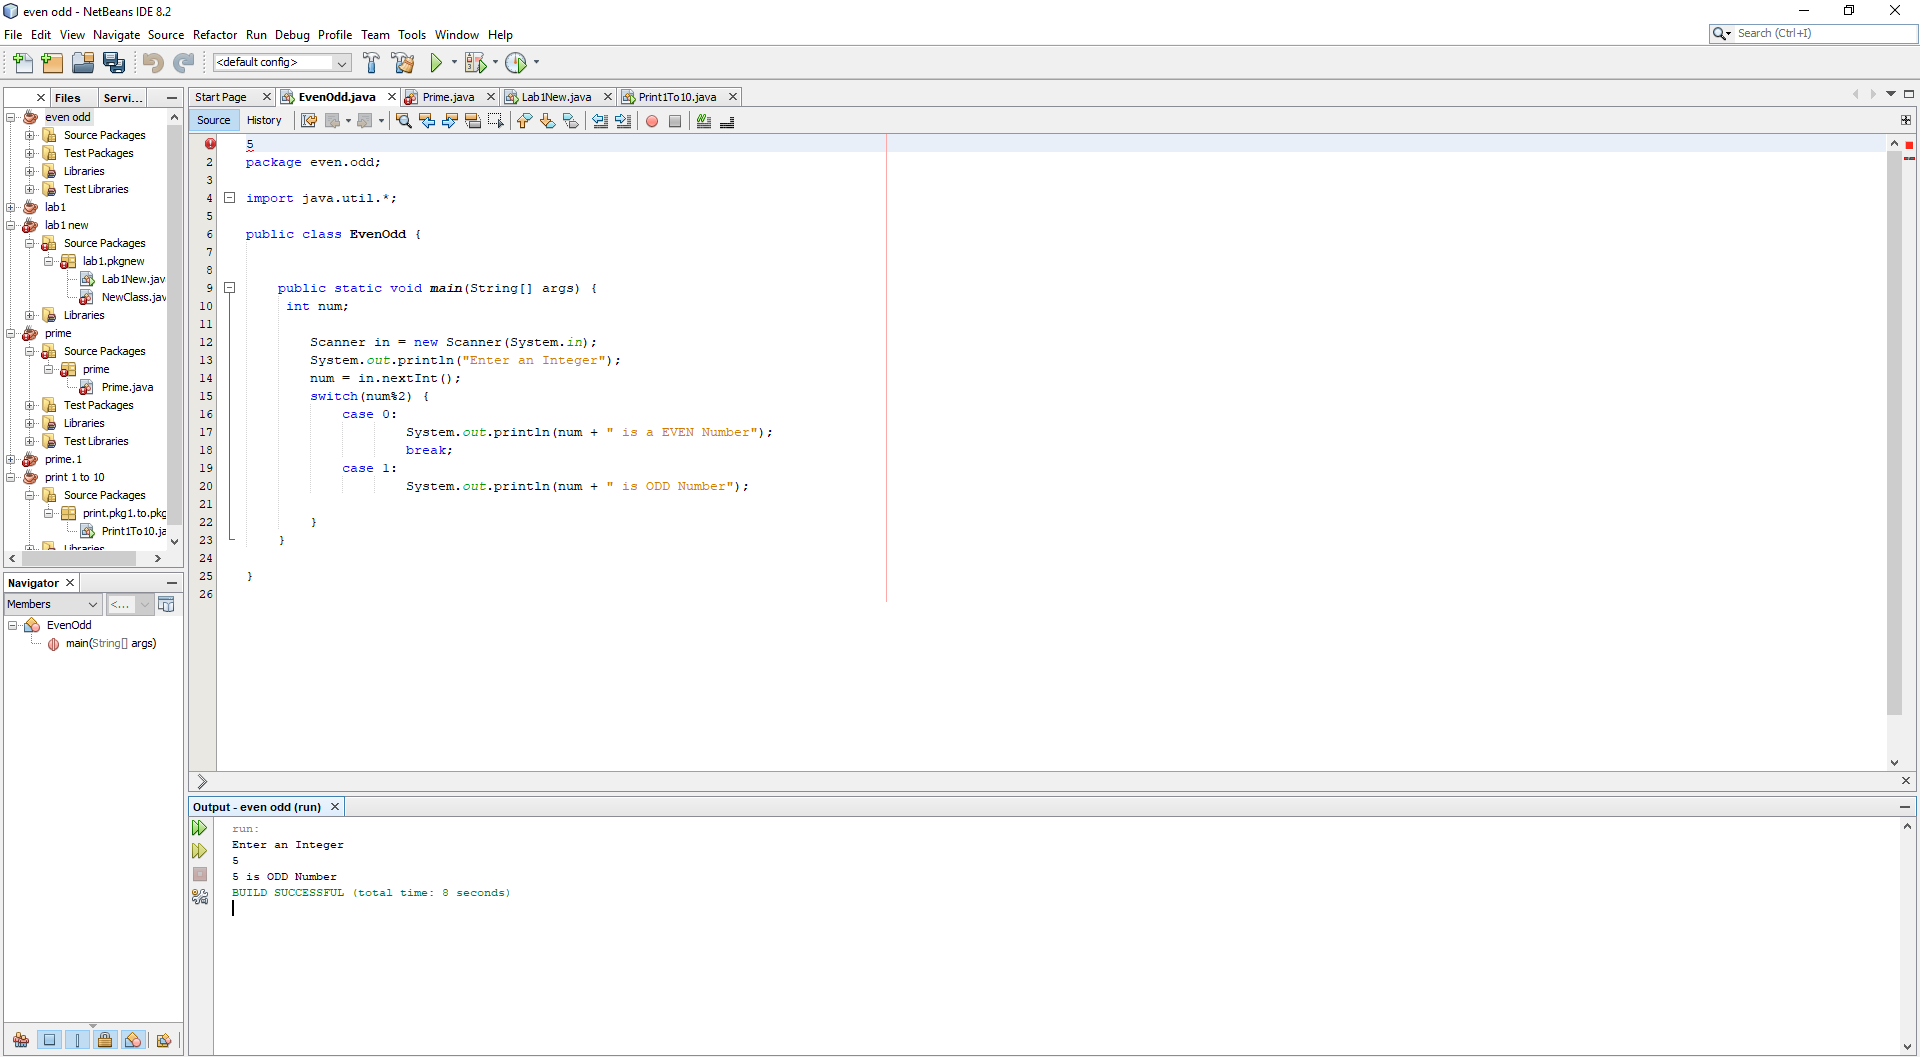 even odd - NetBeans IDE 8.2
File Edit View Navigate Source Refactor Run Debug Profile Team Tools Window Help
Search (Ctrl+I)
<default config>
Files Servi...
even odd
Source Packages
Test Packages
Libraries
Test Libraries
lab1
lab1 new
Source Packages
lab1.pkgnew
Lab1New.jav
NewClass.jav
Libraries
prime
Source Packages
prime
Prime.java
Test Packages
Libraries
Test Libraries
prime.1
print 1 to 10
Source Packages
print.pkg1.to.pkg
Print1To10.ja
Libraries
Navigator
Members <...
EvenOdd
main(String[] args)
Start Page EvenOdd.java Prime.java Lab1New.java Print1To10.java
Source History
5
2 package even.odd;
3
4 import java.util.*;
5
6 public class EvenOdd {
7
8
9 public static void main(String[] args) {
10 int num;
11
12 Scanner in = new Scanner(System.in);
13 System.out.println("Enter an Integer");
14 num = in.nextInt();
15 switch(num%2) {
16 case 0:
17 System.out.println(num + " is a EVEN Number");
18 break;
19 case 1:
20 System.out.println(num + " is ODD Number");
21
22 }
23 }
24
25 }
26
Output - even odd (run)
run:
Enter an Integer
5
5 is ODD Number
BUILD SUCCESSFUL (total time: 8 seconds)